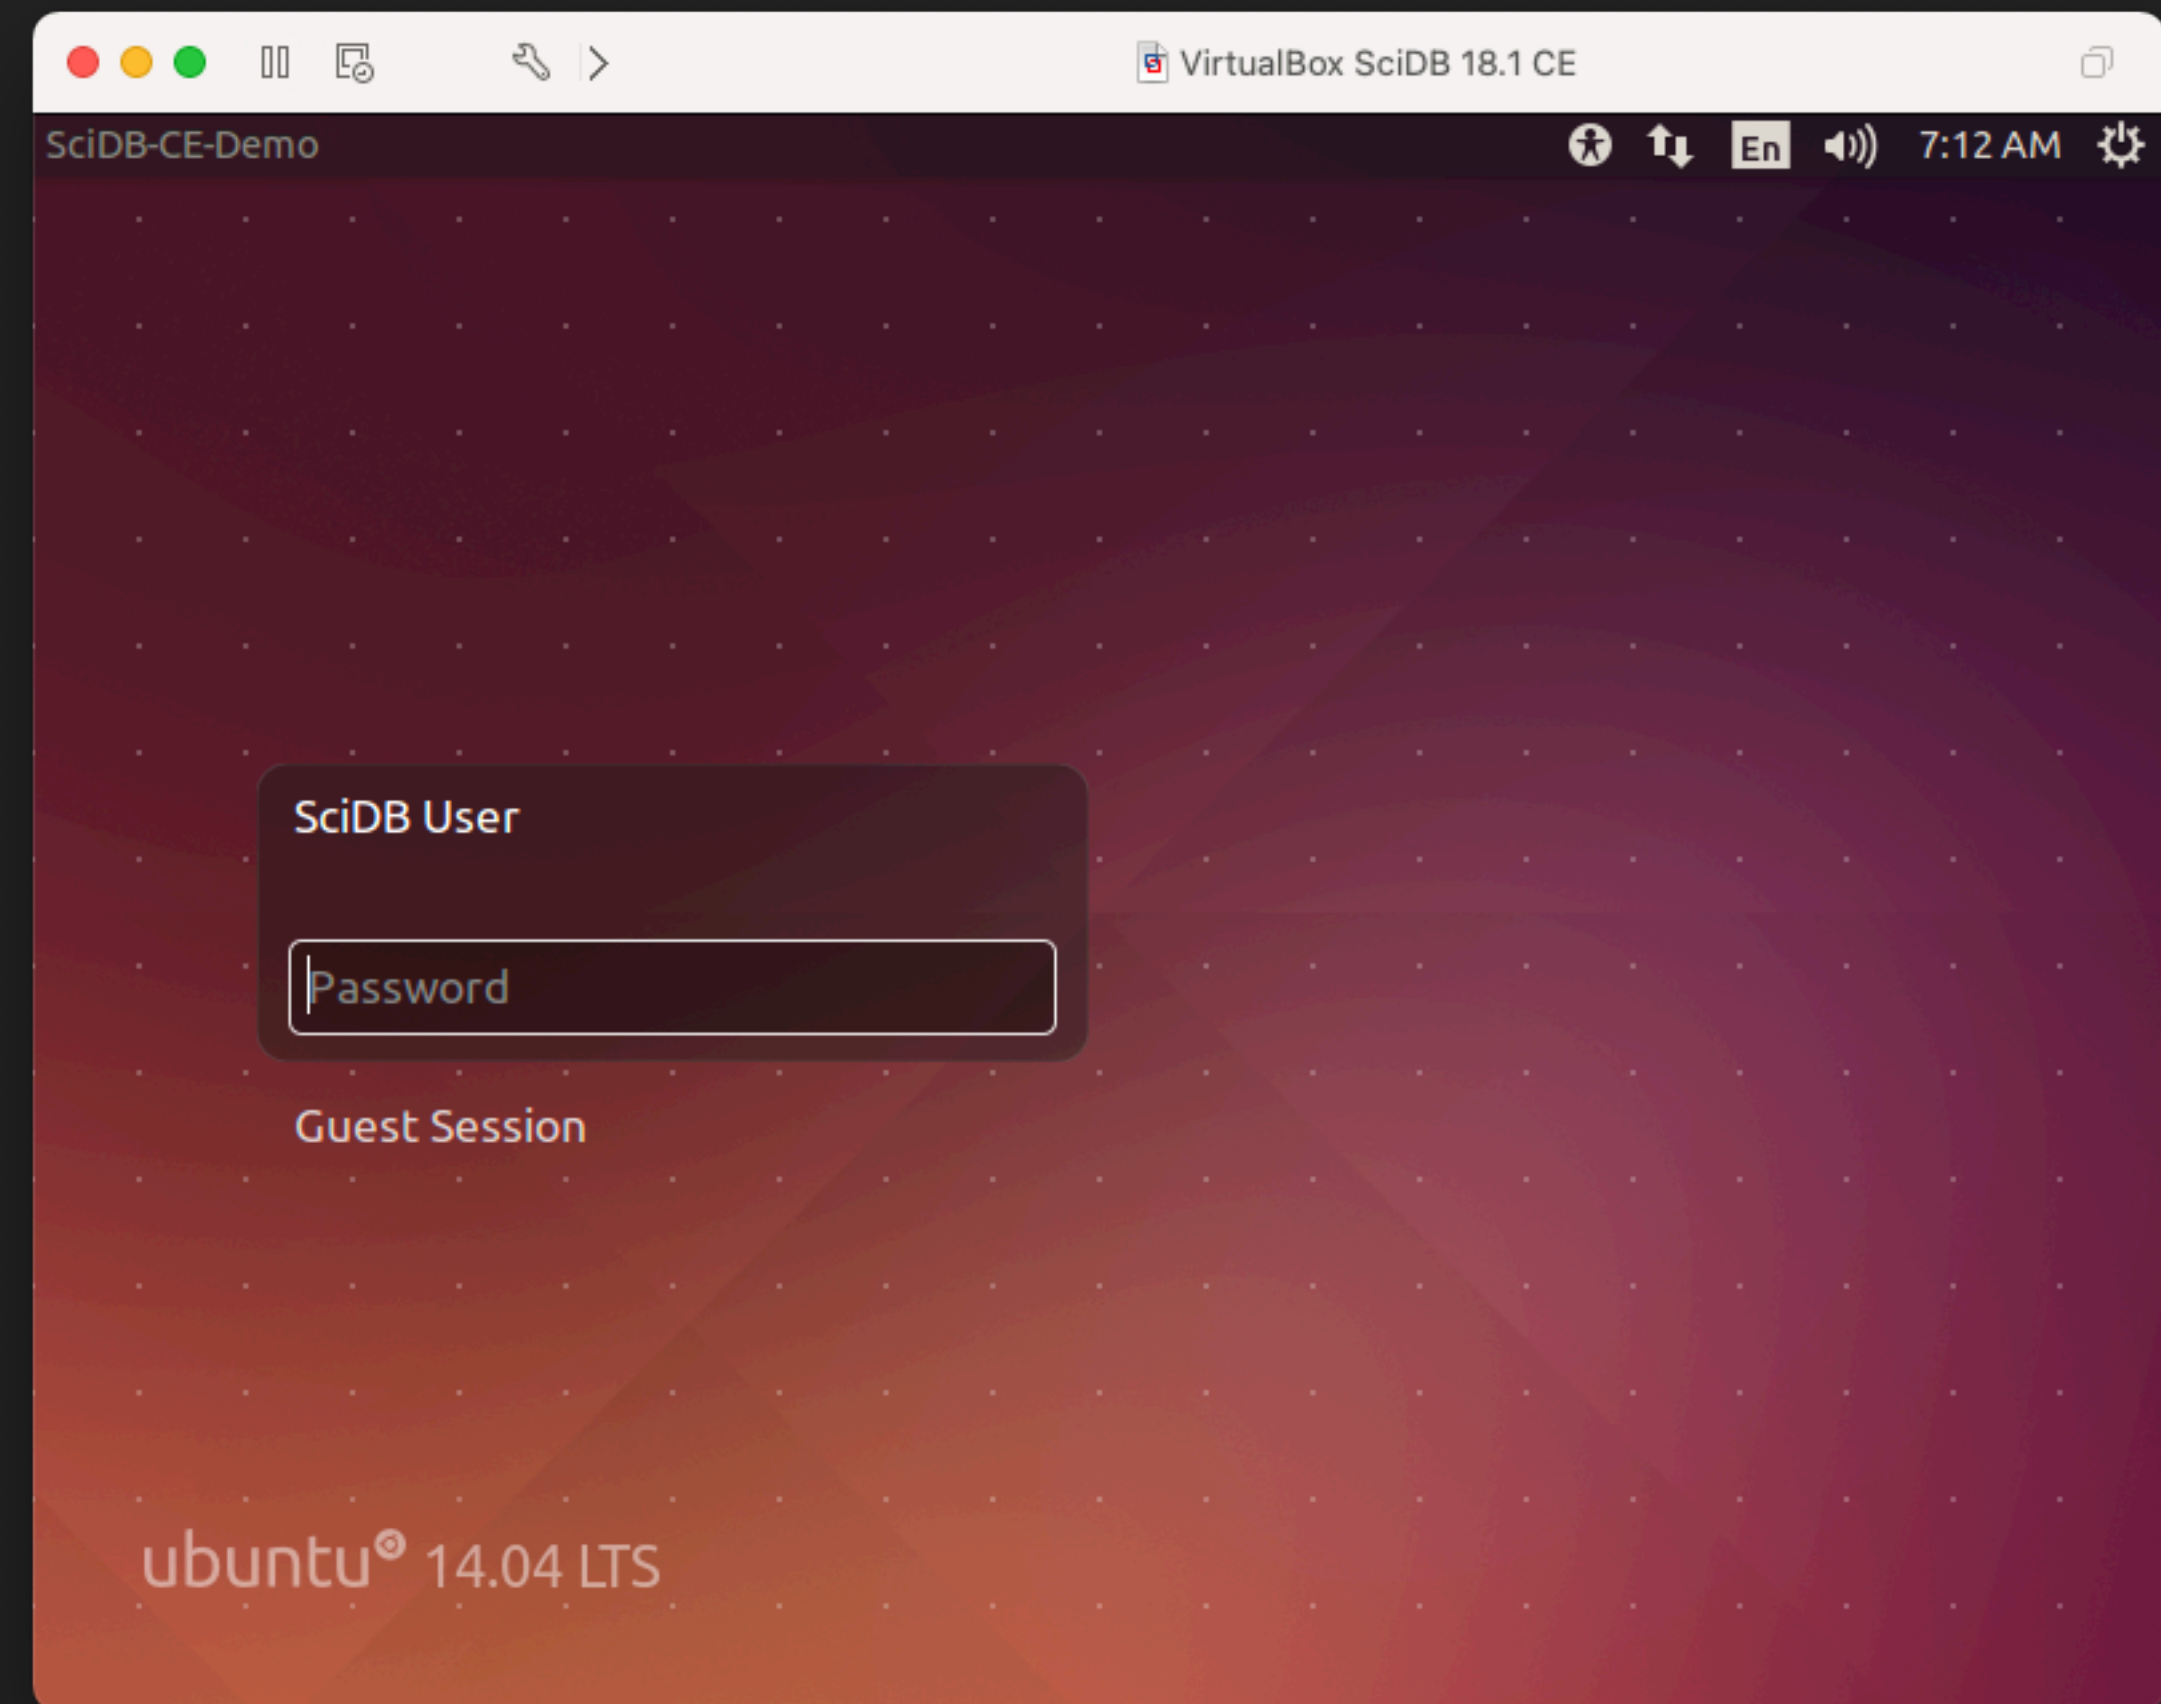 VirtualBox SciDB 18.1 CE
SciDB-CE-Demo En 7:12 AM
SciDB User
Password
Guest Session
ubuntu 14.04 LTS